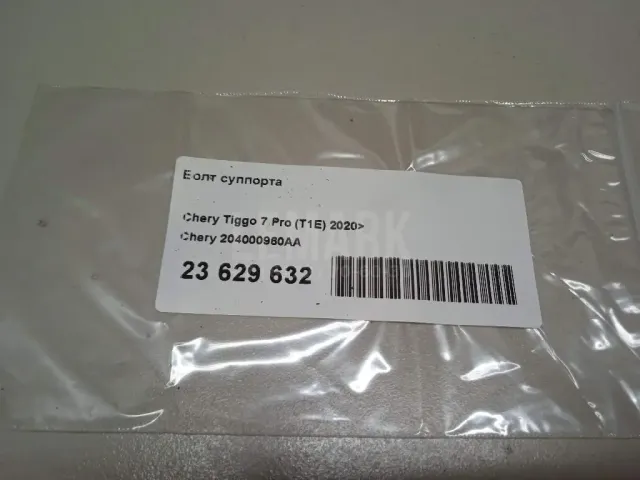 Болт суппорта
Chery Tiggo 7 Pro (T1E) 2020>
Chery 204000960AA
23 629 632